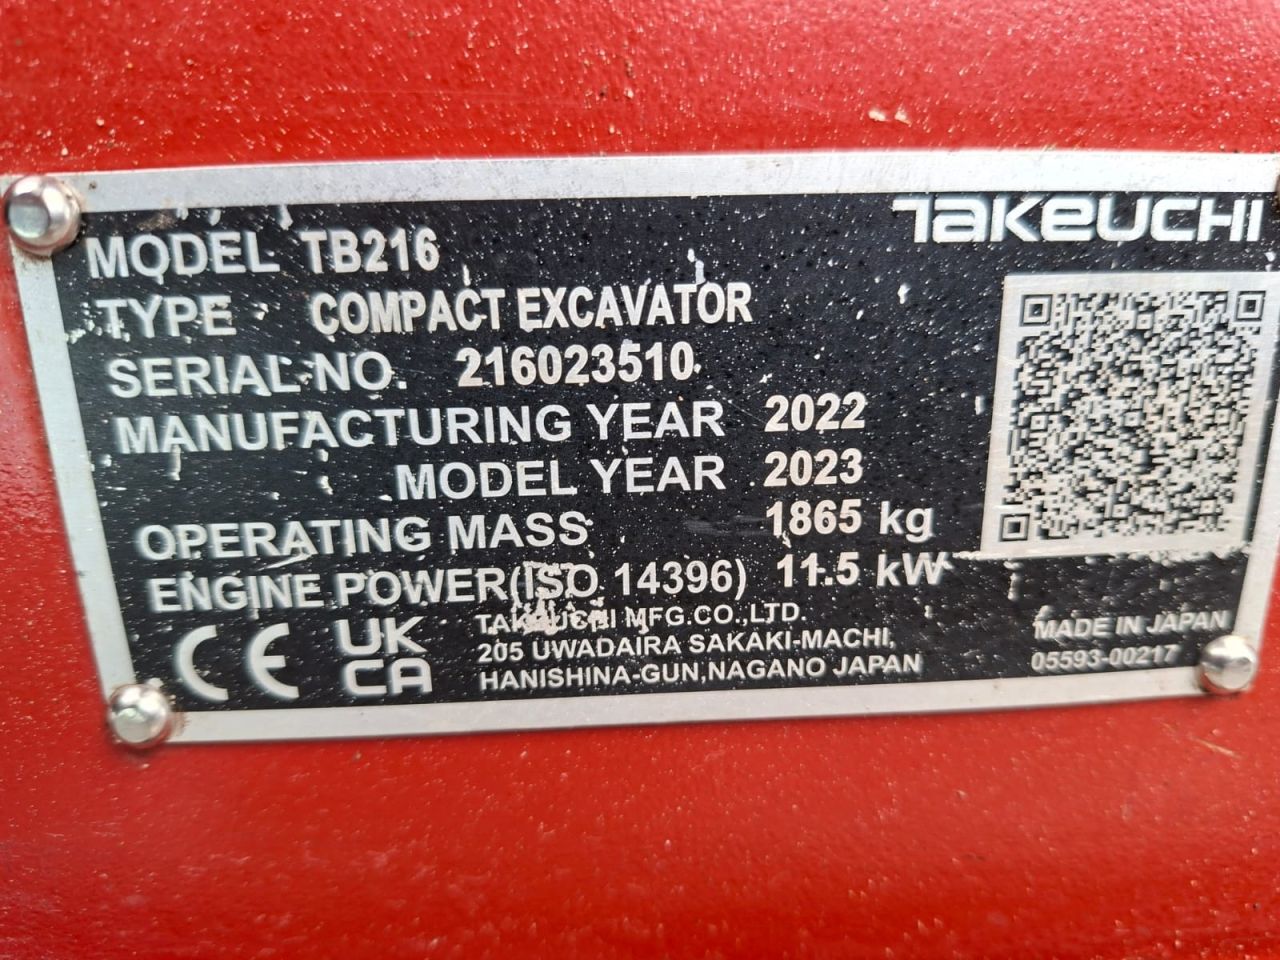 TAKEUCHI
MODEL TB216
TYPE COMPACT EXCAVATOR
SERIAL NO. 216023510
MANUFACTURING YEAR 2022
MODEL YEAR 2023
OPERATING MASS 1865 kg
ENGINE POWER(ISO 14396) 11.5 kW
CE UK CA
TAKEUCHI MFG.CO.,LTD.
205 UWADAIRA SAKAKI-MACHI,
HANISHINA-GUN,NAGANO JAPAN
MADE IN JAPAN
05593-00217